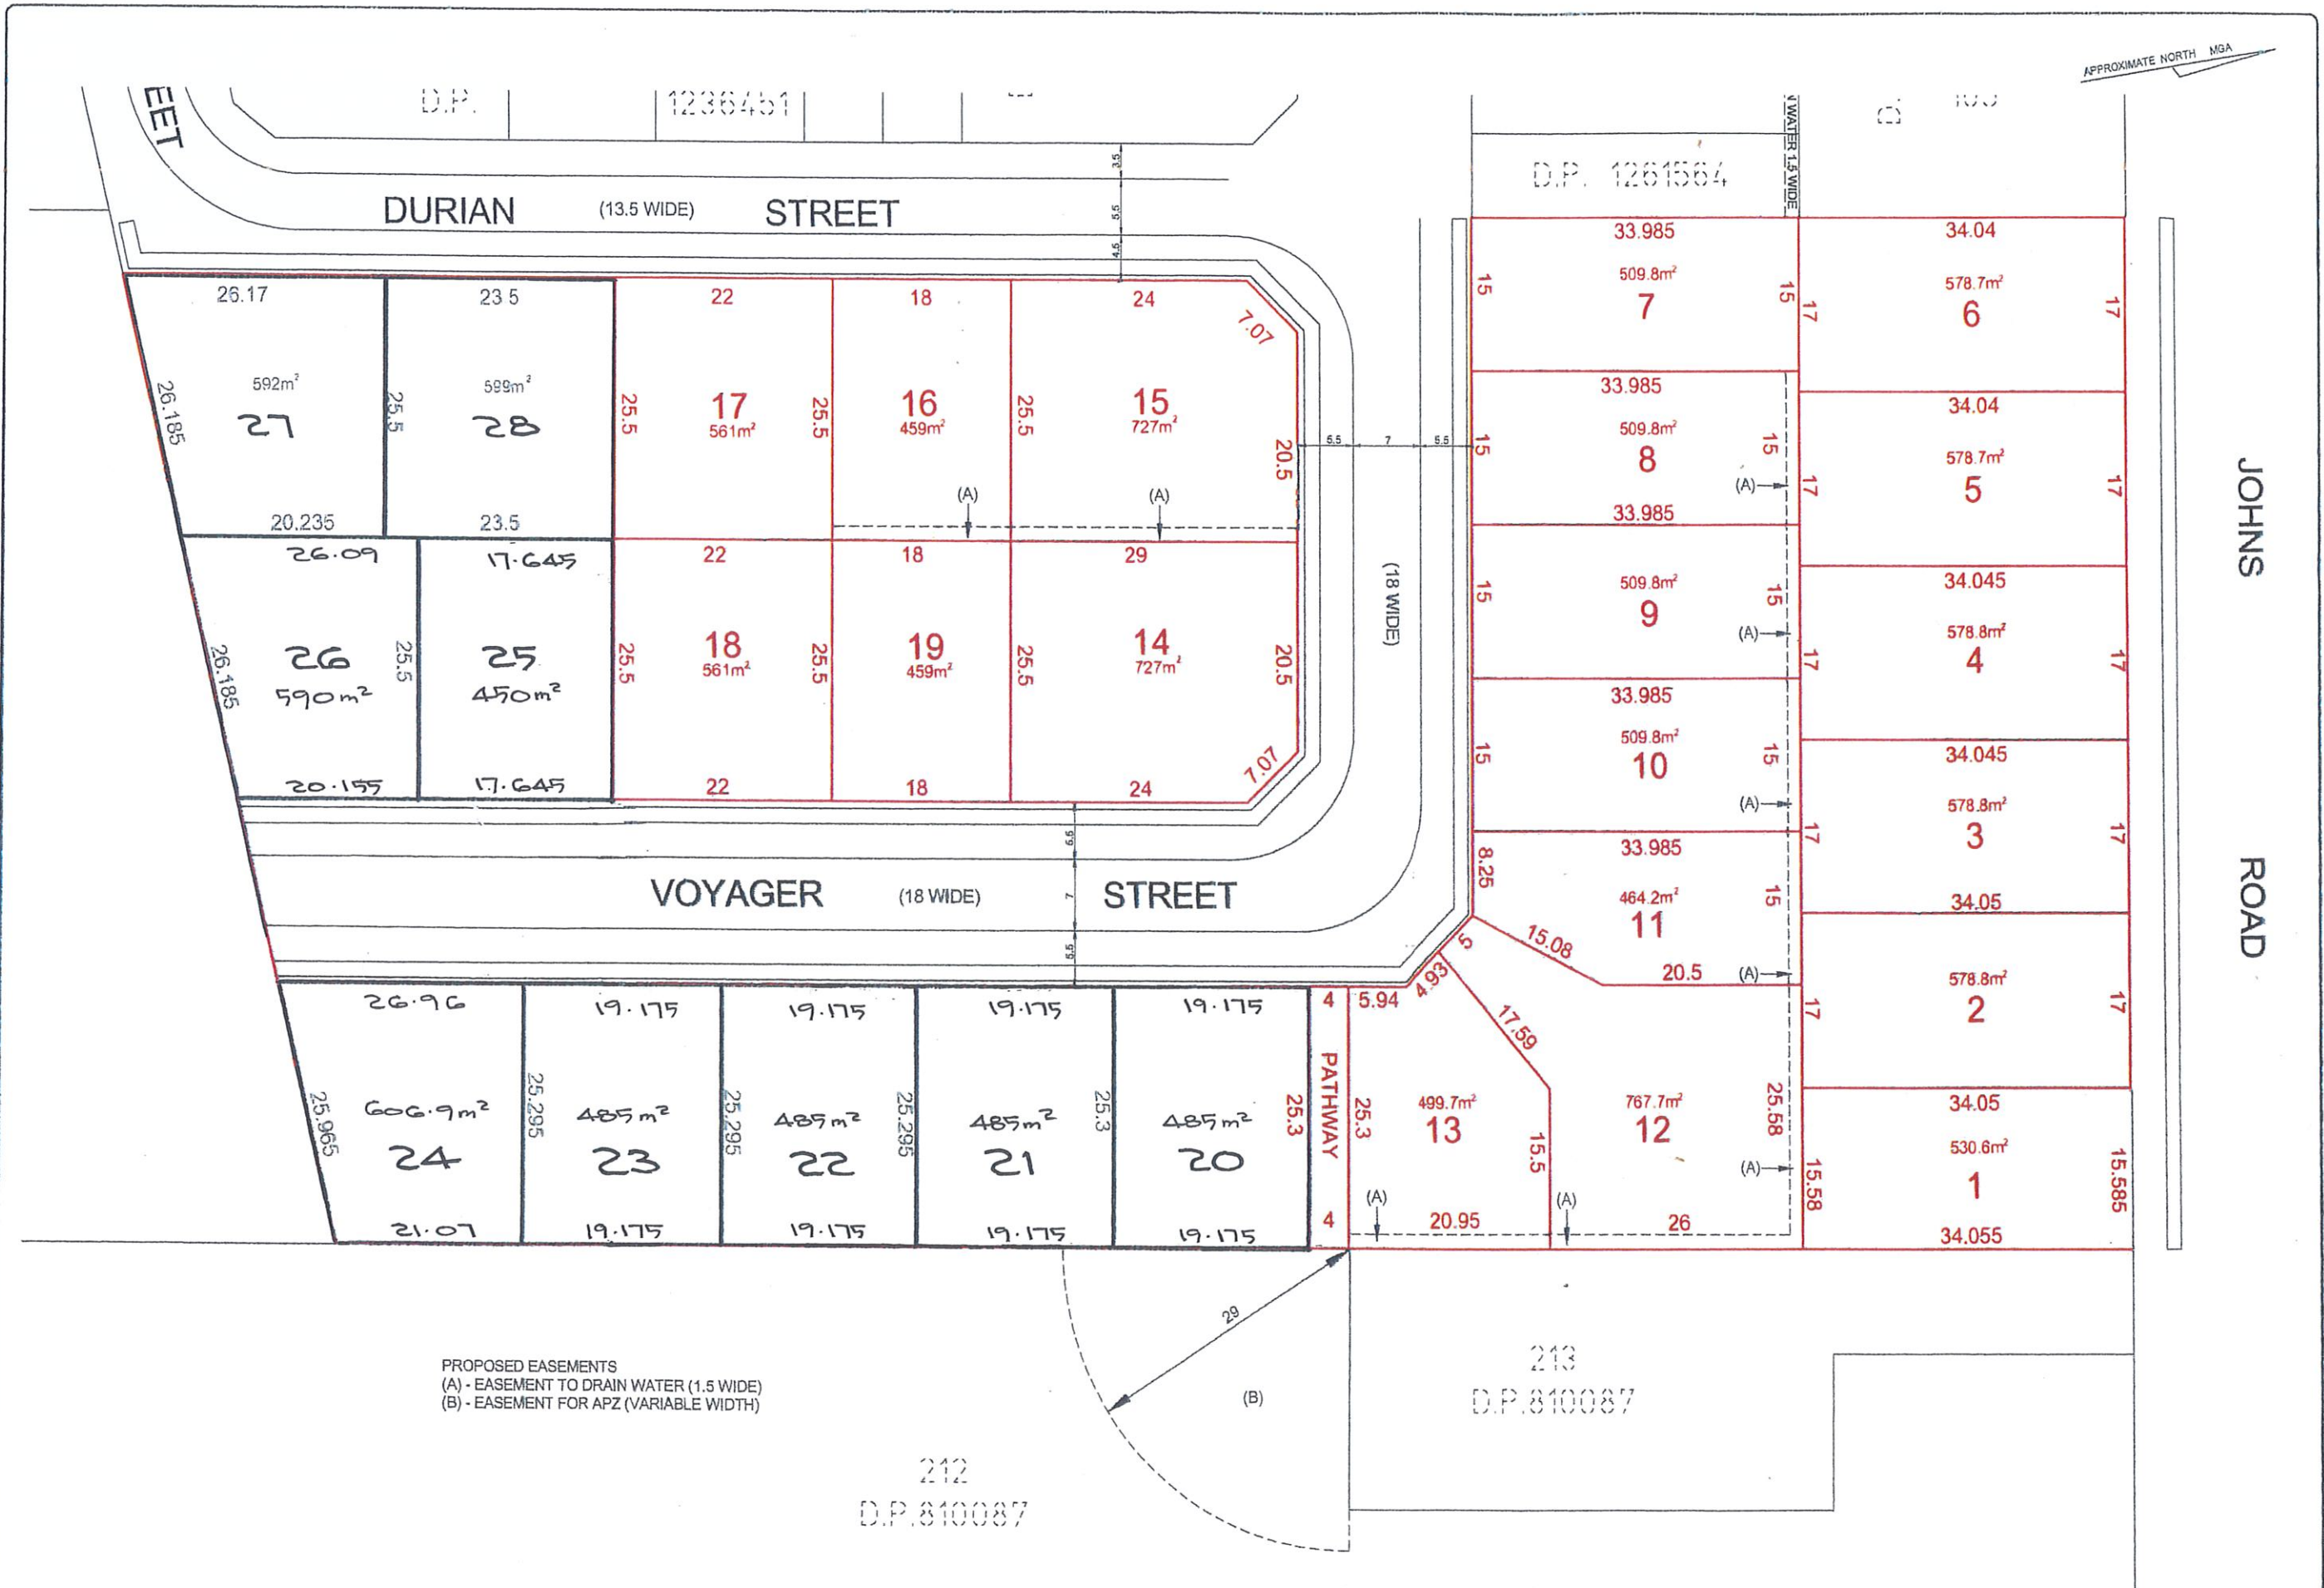 APPROXIMATE NORTH MGA
EET
D.P. 1236451
D.P. 1261564
WATER 1.5 WIDE
DURIAN (13.5 WIDE) STREET
3.5
5.5
4.5
26.17
592m²
27
26.185
25.5
20.235
23 5
599m²
28
23.5
22
17
561m²
25.5
25.5
18
16
459m²
25.5
(A)
24
7.07
15
727m²
20.5
(A)
5.5 7 5.5
(18 WIDE)
26.09
26
590m²
26.185
25.5
20.155
17.645
25
450m²
17.645
22
18
561m²
25.5
25.5
22
18
19
459m²
25.5
18
29
14
727m²
20.5
7.07
24
33.985
509.8m²
7
15
15
33.985
509.8m²
8
15
15
(A)
33.985
509.8m²
9
15
15
(A)
33.985
509.8m²
10
15
15
(A)
33.985
464.2m²
11
8.25
15
15.08
20.5
(A)
34.04
578.7m²
6
17
17
34.04
578.7m²
5
17
17
34.045
578.8m²
4
17
17
34.045
578.8m²
3
17
17
34.05
578.8m²
2
17
17
34.05
530.6m²
1
15.58
15.585
34.055
JOHNS ROAD
VOYAGER (18 WIDE) STREET
7
5.5
26.96
606.9m²
24
25.965
25.295
21.07
19.175
485m²
23
25.295
19.175
19.175
485m²
22
25.295
19.175
19.175
485m²
21
25.3
19.175
19.175
485m²
20
25.3
19.175
4
PATHWAY
4
5.94
4.93
5
25.3
499.7m²
13
17.59
15.5
(A)
20.95
767.7m²
12
25.58
(A)
(A)
26
29
(B)
213
D.P.810087
PROPOSED EASEMENTS
(A) - EASEMENT TO DRAIN WATER (1.5 WIDE)
(B) - EASEMENT FOR APZ (VARIABLE WIDTH)
212
D.P.810087